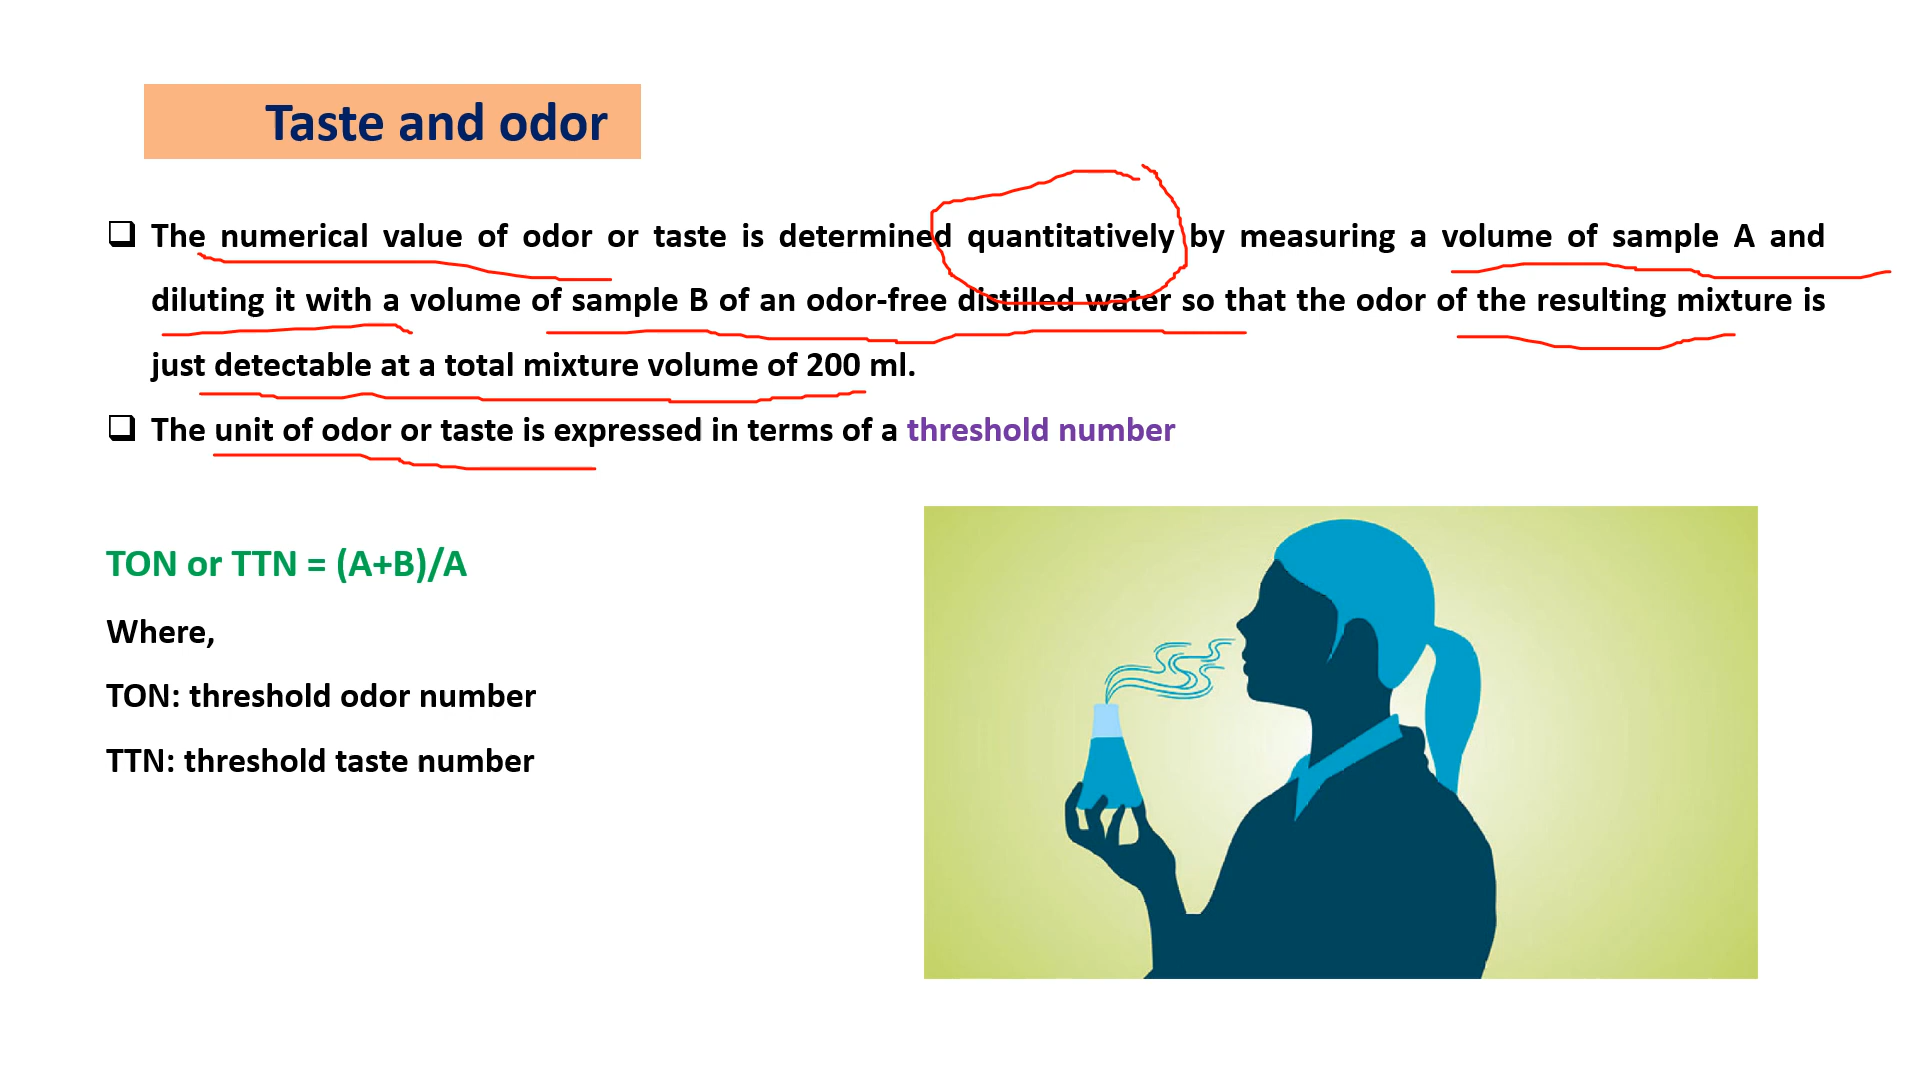 Taste and odor
The numerical value of odor or taste is determined quantitatively by measuring a volume of sample A and
diluting it with a volume of sample B of an odor-free distilled water so that the odor of the resulting mixture is
just detectable at a total mixture volume of 200 ml.
The unit of odor or taste is expressed in terms of a threshold number
TON or TTN = (A+B)/A
Where,
TON: threshold odor number
TTN: threshold taste number